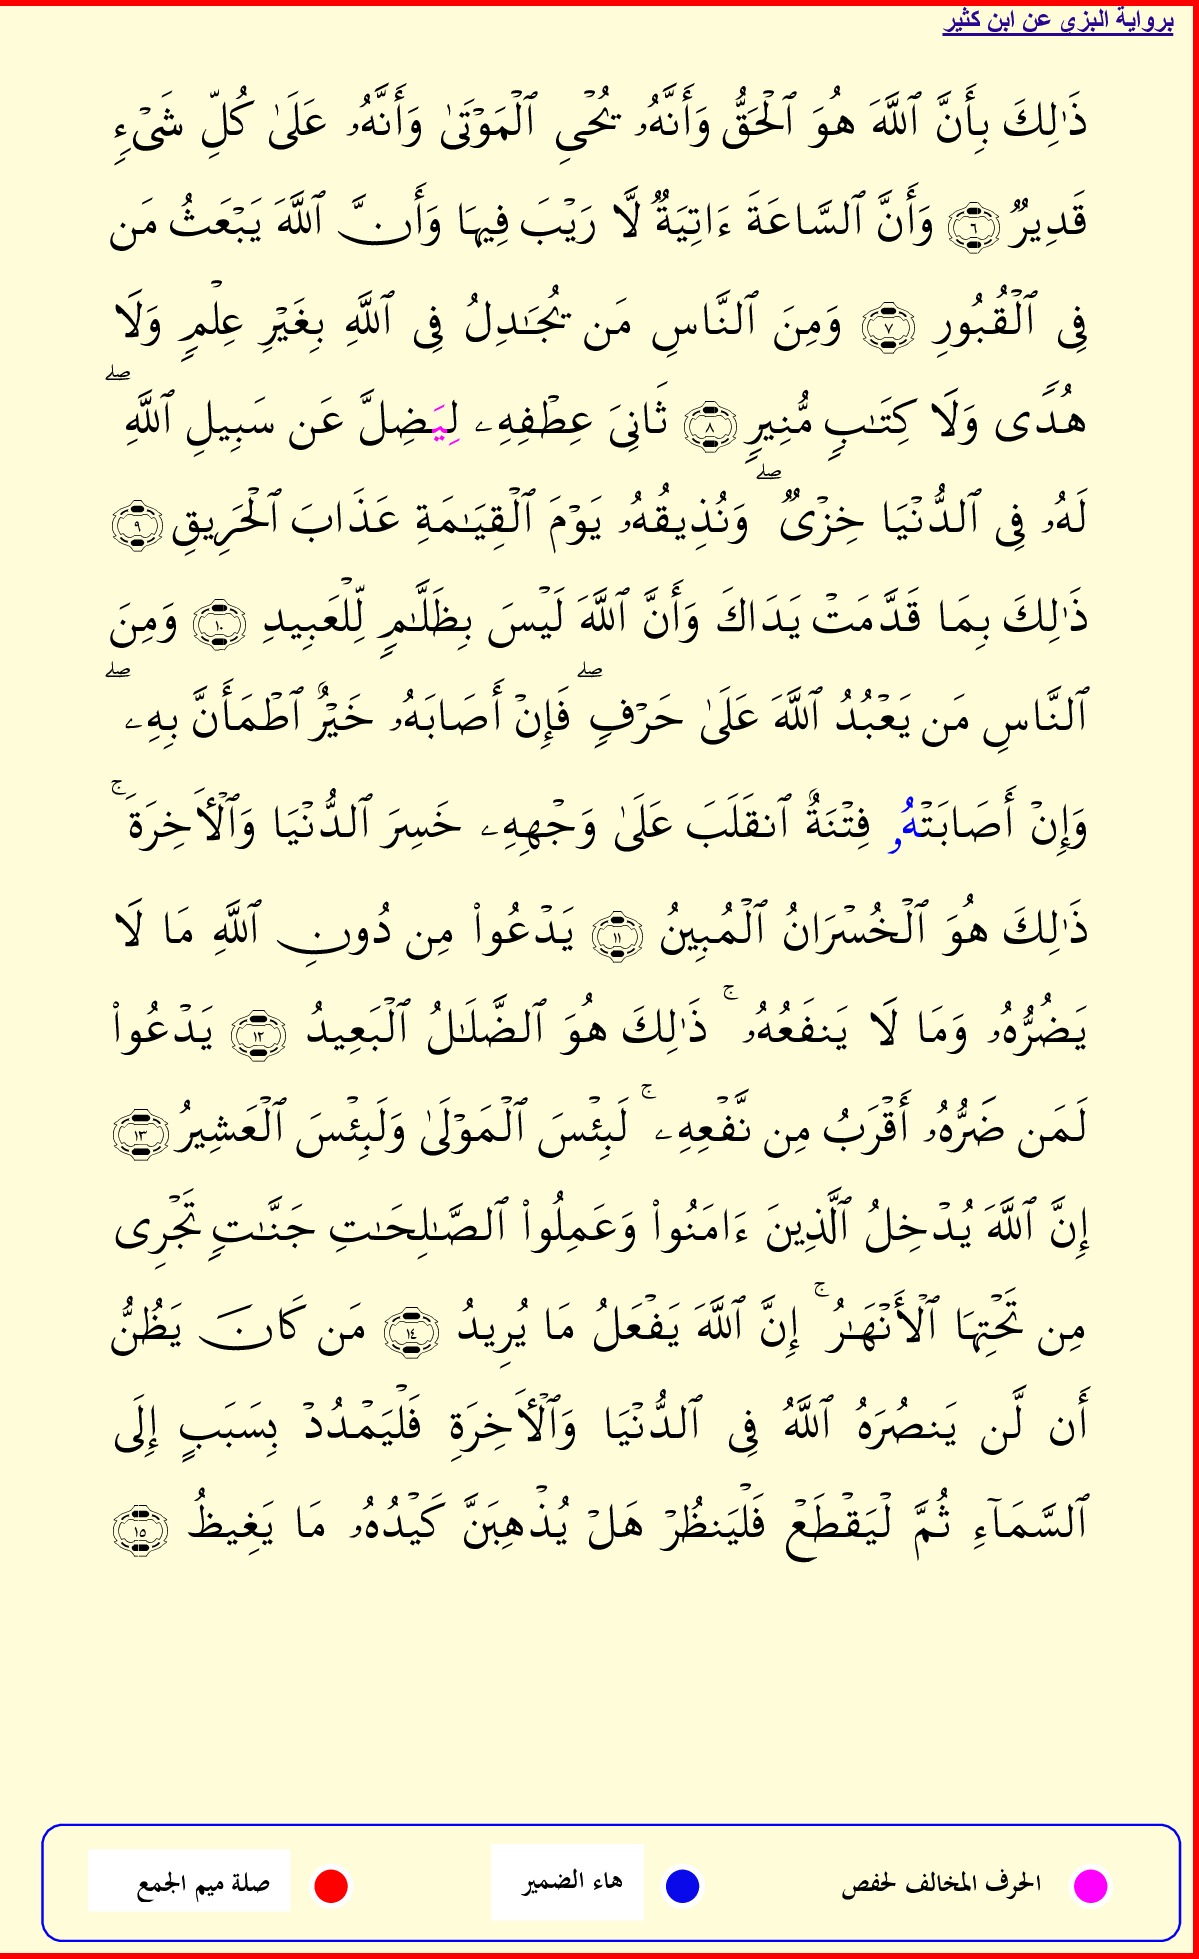 برواية البزى عن ابن كثير
ذَٰلِكَ بِأَنَّ ٱللَّهَ هُوَ ٱلْحَقُّ وَأَنَّهُۥ يُحْىِ ٱلْمَوْتَىٰ وَأَنَّهُۥ عَلَىٰ كُلِّ شَىْءٍ
قَدِيرٌ ٦ وَأَنَّ ٱلسَّاعَةَ ءَاتِيَةٌ لَّا رَيْبَ فِيهَا وَأَنَّ ٱللَّهَ يَبْعَثُ مَن
فِى ٱلْقُبُورِ ٧ وَمِنَ ٱلنَّاسِ مَن يُجَـٰدِلُ فِى ٱللَّهِ بِغَيْرِ عِلْمٍ وَلَا
هُدًى وَلَا كِتَـٰبٍ مُّنِيرٍ ٨ ثَانِىَ عِطْفِهِۦ لِيَضِلَّ عَن سَبِيلِ ٱللَّهِ ۖ
لَهُۥ فِى ٱلدُّنْيَا خِزْىٌ ۖ وَنُذِيقُهُۥ يَوْمَ ٱلْقِيَـٰمَةِ عَذَابَ ٱلْحَرِيقِ ٩
ذَٰلِكَ بِمَا قَدَّمَتْ يَدَاكَ وَأَنَّ ٱللَّهَ لَيْسَ بِظَلَّـٰمٍ لِّلْعَبِيدِ ١٠ وَمِنَ
ٱلنَّاسِ مَن يَعْبُدُ ٱللَّهَ عَلَىٰ حَرْفٍ ۖ فَإِنْ أَصَابَهُۥ خَيْرٌ ٱطْمَأَنَّ بِهِۦ ۖ
وَإِنْ أَصَابَتْهُۥ فِتْنَةٌ ٱنقَلَبَ عَلَىٰ وَجْهِهِۦ خَسِرَ ٱلدُّنْيَا وَٱلْأَخِرَةَ ۚ
ذَٰلِكَ هُوَ ٱلْخُسْرَانُ ٱلْمُبِينُ ١١ يَدْعُوا۟ مِن دُونِ ٱللَّهِ مَا لَا
يَضُرُّهُۥ وَمَا لَا يَنفَعُهُۥ ۚ ذَٰلِكَ هُوَ ٱلضَّلَـٰلُ ٱلْبَعِيدُ ١٢ يَدْعُوا۟
لَمَن ضَرُّهُۥ أَقْرَبُ مِن نَّفْعِهِۦ ۚ لَبِئْسَ ٱلْمَوْلَىٰ وَلَبِئْسَ ٱلْعَشِيرُ ١٣
إِنَّ ٱللَّهَ يُدْخِلُ ٱلَّذِينَ ءَامَنُوا۟ وَعَمِلُوا۟ ٱلصَّـٰلِحَـٰتِ جَنَّـٰتٍ تَجْرِى
مِن تَحْتِهَا ٱلْأَنْهَـٰرُ ۚ إِنَّ ٱللَّهَ يَفْعَلُ مَا يُرِيدُ ١٤ مَن كَانَ يَظُنُّ
أَن لَّن يَنصُرَهُ ٱللَّهُ فِى ٱلدُّنْيَا وَٱلْأَخِرَةِ فَلْيَمْدُدْ بِسَبَبٍ إِلَى
ٱلسَّمَآءِ ثُمَّ لْيَقْطَعْ فَلْيَنظُرْ هَلْ يُذْهِبَنَّ كَيْدُهُۥ مَا يَغِيظُ ١٥
الحرف المخالف لحفص
هاء الضمير
صلة ميم الجمع